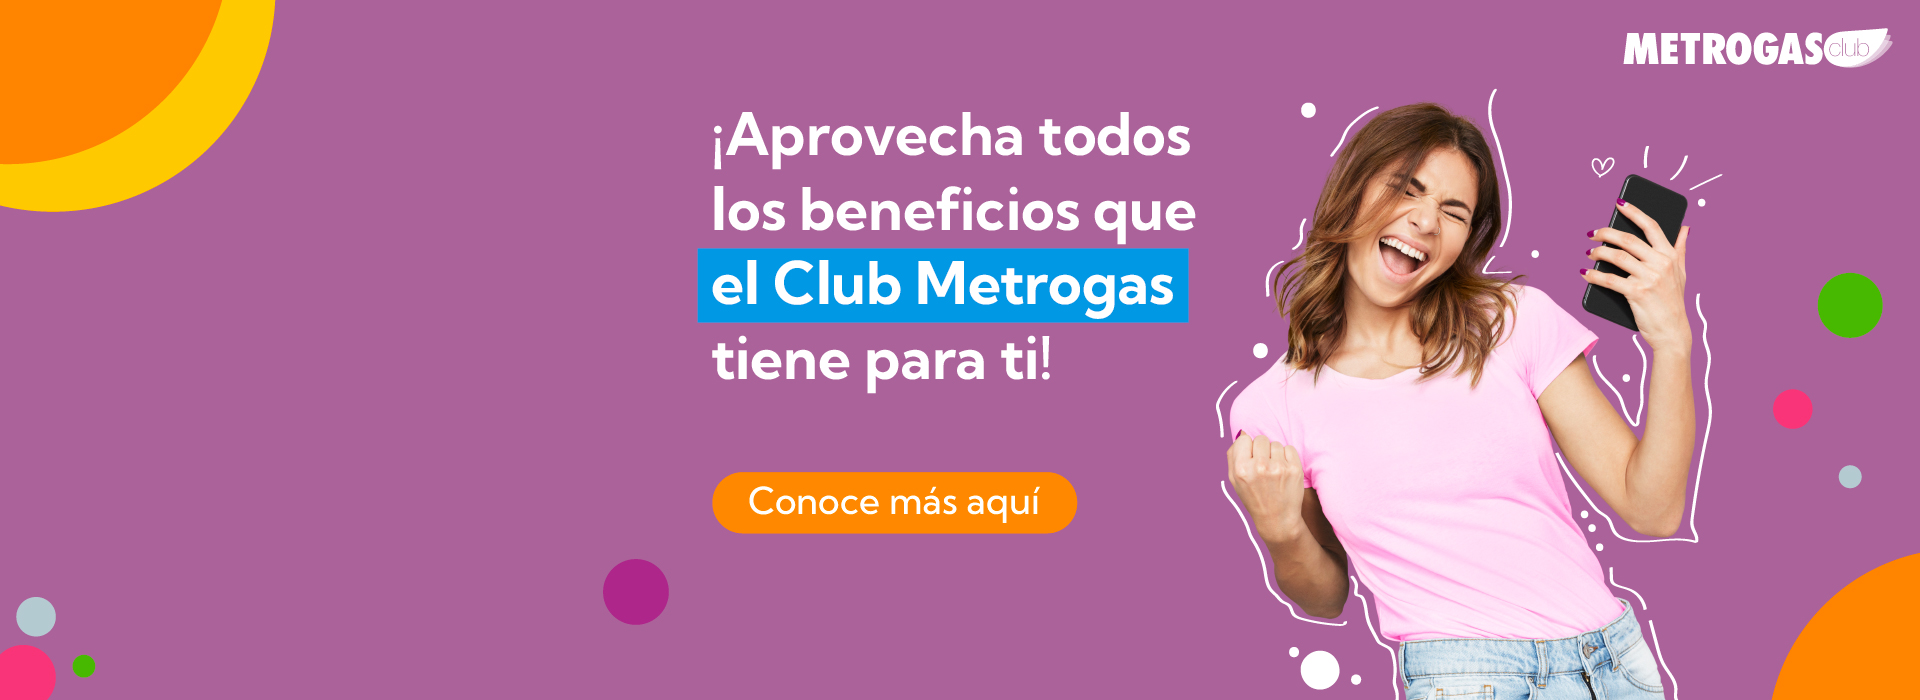 METROGAS club
¡Aprovecha todos
los beneficios que
el Club Metrogas
tiene para ti!
Conoce más aquí